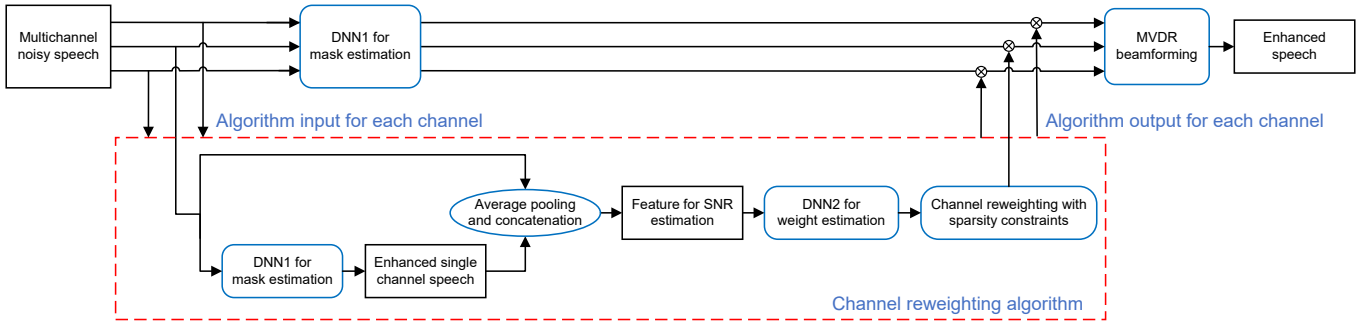 Multichannel
noisy speech
DNN1 for
mask estimation
MVDR
beamforming
Enhanced
speech
Algorithm input for each channel
Algorithm output for each channel
Average pooling
and concatenation
Feature for SNR
estimation
DNN2 for
weight estimation
Channel reweighting with
sparsity constraints
DNN1 for
mask estimation
Enhanced single
channel speech
Channel reweighting algorithm